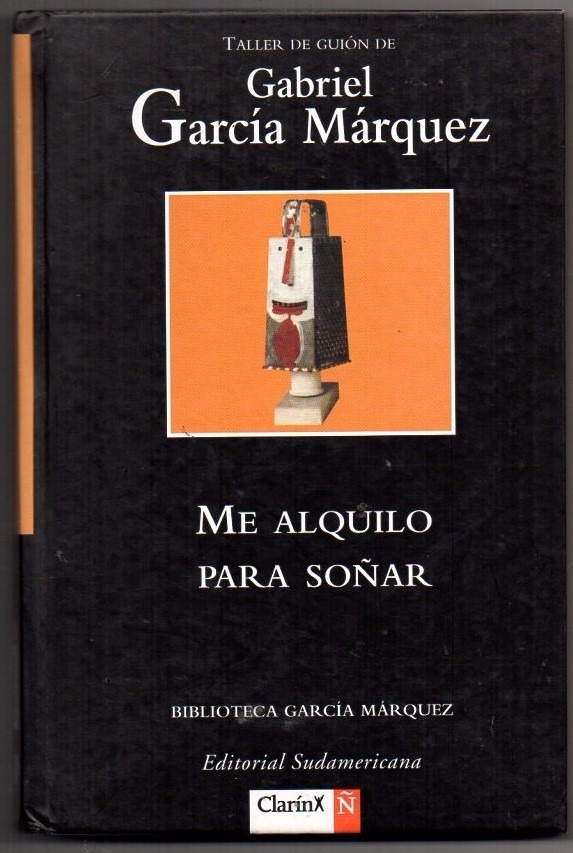 TALLER DE GUIÓN DE
Gabriel
García Márquez
ME ALQUILO
PARA SOÑAR
BIBLIOTECA GARCÍA MÁRQUEZ
Editorial Sudamericana
Clarín Ñ